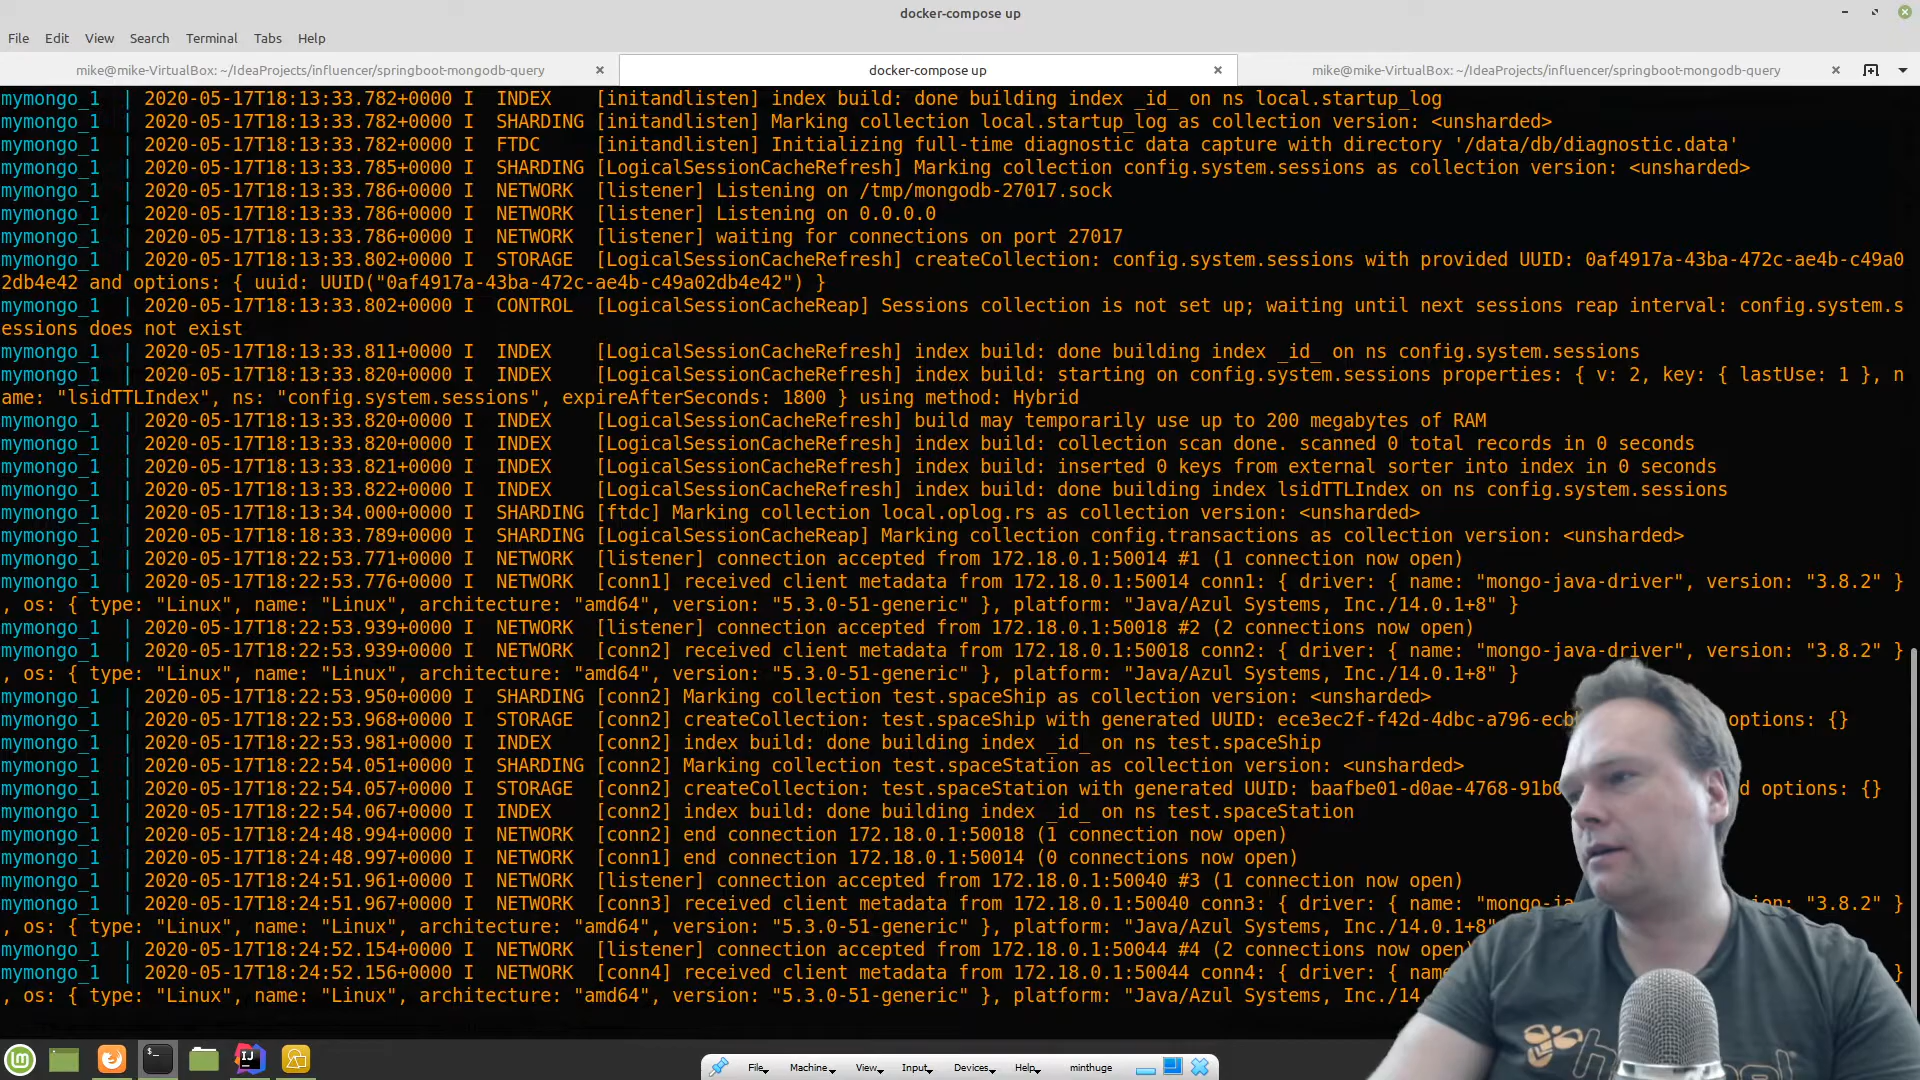 docker-compose up
File Edit View Search Terminal Tabs Help
mike@mike-VirtualBox: ~/IdeaProjects/influencer/springboot-mongodb-query × docker-compose up × mike@mike-VirtualBox: ~/IdeaProjects/influencer/springboot-mongodb-query ×
mymongo_1 | 2020-05-17T18:13:33.782+0000 I INDEX [initandlisten] index build: done building index _id_ on ns local.startup_log
mymongo_1 | 2020-05-17T18:13:33.782+0000 I SHARDING [initandlisten] Marking collection local.startup_log as collection version: <unsharded>
mymongo_1 | 2020-05-17T18:13:33.782+0000 I FTDC [initandlisten] Initializing full-time diagnostic data capture with directory '/data/db/diagnostic.data'
mymongo_1 | 2020-05-17T18:13:33.785+0000 I SHARDING [LogicalSessionCacheRefresh] Marking collection config.system.sessions as collection version: <unsharded>
mymongo_1 | 2020-05-17T18:13:33.786+0000 I NETWORK [listener] Listening on /tmp/mongodb-27017.sock
mymongo_1 | 2020-05-17T18:13:33.786+0000 I NETWORK [listener] Listening on 0.0.0.0
mymongo_1 | 2020-05-17T18:13:33.786+0000 I NETWORK [listener] waiting for connections on port 27017
mymongo_1 | 2020-05-17T18:13:33.802+0000 I STORAGE [LogicalSessionCacheRefresh] createCollection: config.system.sessions with provided UUID: 0af4917a-43ba-472c-ae4b-c49a0
2db4e42 and options: { uuid: UUID("0af4917a-43ba-472c-ae4b-c49a02db4e42") }
mymongo_1 | 2020-05-17T18:13:33.802+0000 I CONTROL [LogicalSessionCacheReap] Sessions collection is not set up; waiting until next sessions reap interval: config.system.s
essions does not exist
mymongo_1 | 2020-05-17T18:13:33.811+0000 I INDEX [LogicalSessionCacheRefresh] index build: done building index _id_ on ns config.system.sessions
mymongo_1 | 2020-05-17T18:13:33.820+0000 I INDEX [LogicalSessionCacheRefresh] index build: starting on config.system.sessions properties: { v: 2, key: { lastUse: 1 }, n
ame: "lsidTTLIndex", ns: "config.system.sessions", expireAfterSeconds: 1800 } using method: Hybrid
mymongo_1 | 2020-05-17T18:13:33.820+0000 I INDEX [LogicalSessionCacheRefresh] build may temporarily use up to 200 megabytes of RAM
mymongo_1 | 2020-05-17T18:13:33.820+0000 I INDEX [LogicalSessionCacheRefresh] index build: collection scan done. scanned 0 total records in 0 seconds
mymongo_1 | 2020-05-17T18:13:33.821+0000 I INDEX [LogicalSessionCacheRefresh] index build: inserted 0 keys from external sorter into index in 0 seconds
mymongo_1 | 2020-05-17T18:13:33.822+0000 I INDEX [LogicalSessionCacheRefresh] index build: done building index lsidTTLIndex on ns config.system.sessions
mymongo_1 | 2020-05-17T18:13:34.000+0000 I SHARDING [ftdc] Marking collection local.oplog.rs as collection version: <unsharded>
mymongo_1 | 2020-05-17T18:18:33.789+0000 I SHARDING [LogicalSessionCacheReap] Marking collection config.transactions as collection version: <unsharded>
mymongo_1 | 2020-05-17T18:22:53.771+0000 I NETWORK [listener] connection accepted from 172.18.0.1:50014 #1 (1 connection now open)
mymongo_1 | 2020-05-17T18:22:53.776+0000 I NETWORK [conn1] received client metadata from 172.18.0.1:50014 conn1: { driver: { name: "mongo-java-driver", version: "3.8.2" }
, os: { type: "Linux", name: "Linux", architecture: "amd64", version: "5.3.0-51-generic" }, platform: "Java/Azul Systems, Inc./14.0.1+8" }
mymongo_1 | 2020-05-17T18:22:53.939+0000 I NETWORK [listener] connection accepted from 172.18.0.1:50018 #2 (2 connections now open)
mymongo_1 | 2020-05-17T18:22:53.939+0000 I NETWORK [conn2] received client metadata from 172.18.0.1:50018 conn2: { driver: { name: "mongo-java-driver", version: "3.8.2" }
, os: { type: "Linux", name: "Linux", architecture: "amd64", version: "5.3.0-51-generic" }, platform: "Java/Azul Systems, Inc./14.0.1+8" }
mymongo_1 | 2020-05-17T18:22:53.950+0000 I SHARDING [conn2] Marking collection test.spaceShip as collection version: <unsharded>
mymongo_1 | 2020-05-17T18:22:53.968+0000 I STORAGE [conn2] createCollection: test.spaceShip with generated UUID: ece3ec2f-f42d-4dbc-a796- options: {}
mymongo_1 | 2020-05-17T18:22:53.981+0000 I INDEX [conn2] index build: done building index _id_ on ns test.spaceShip
mymongo_1 | 2020-05-17T18:22:54.051+0000 I SHARDING [conn2] Marking collection test.spaceStation as collection version: <unsharded>
mymongo_1 | 2020-05-17T18:22:54.057+0000 I STORAGE [conn2] createCollection: test.spaceStation with generated UUID: baafbe01-d0ae-4768- options: {}
mymongo_1 | 2020-05-17T18:22:54.067+0000 I INDEX [conn2] index build: done building index _id_ on ns test.spaceStation
mymongo_1 | 2020-05-17T18:24:48.994+0000 I NETWORK [conn2] end connection 172.18.0.1:50018 (1 connection now open)
mymongo_1 | 2020-05-17T18:24:48.997+0000 I NETWORK [conn1] end connection 172.18.0.1:50014 (0 connections now open)
mymongo_1 | 2020-05-17T18:24:51.961+0000 I NETWORK [listener] connection accepted from 172.18.0.1:50040 #3 (1 connection now open)
mymongo_1 | 2020-05-17T18:24:51.967+0000 I NETWORK [conn3] received client metadata from 172.18.0.1:50040 conn3: { driver: { name: "3.8.2" }
, os: { type: "Linux", name: "Linux", architecture: "amd64", version: "5.3.0-51-generic" }, platform: "Java/Azul Systems, Inc./14.0.1+8"
mymongo_1 | 2020-05-17T18:24:52.154+0000 I NETWORK [listener] connection accepted from 172.18.0.1:50044 #4 (2 connections now open
mymongo_1 | 2020-05-17T18:24:52.156+0000 I NETWORK [conn4] received client metadata from 172.18.0.1:50044 conn4: { driver: { }
, os: { type: "Linux", name: "Linux", architecture: "amd64", version: "5.3.0-51-generic" }, platform: "Java/Azul Systems, Inc./14.
File Machine View Input Devices Help minthuge